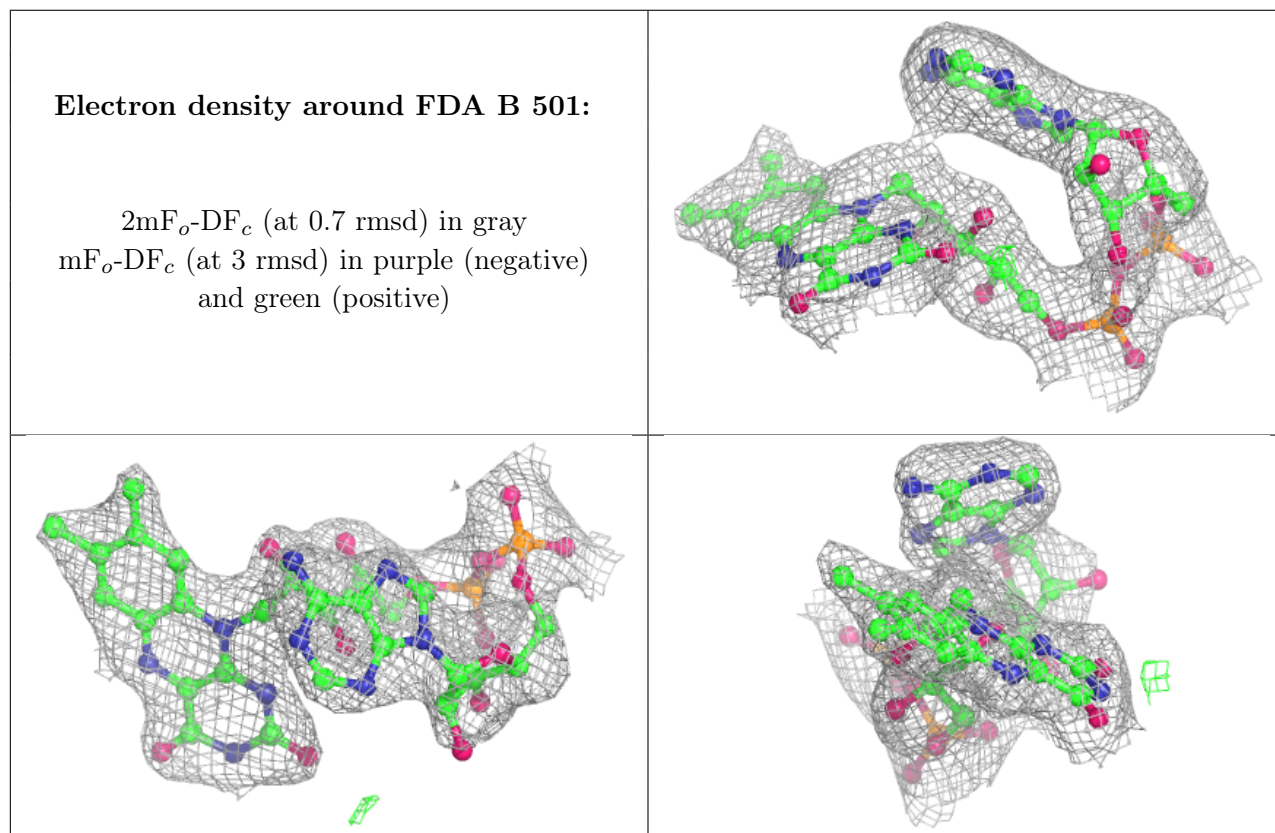 Electron density around FDA B 501:
2mFo-DFc (at 0.7 rmsd) in gray
mFo-DFc (at 3 rmsd) in purple (negative)
and green (positive)